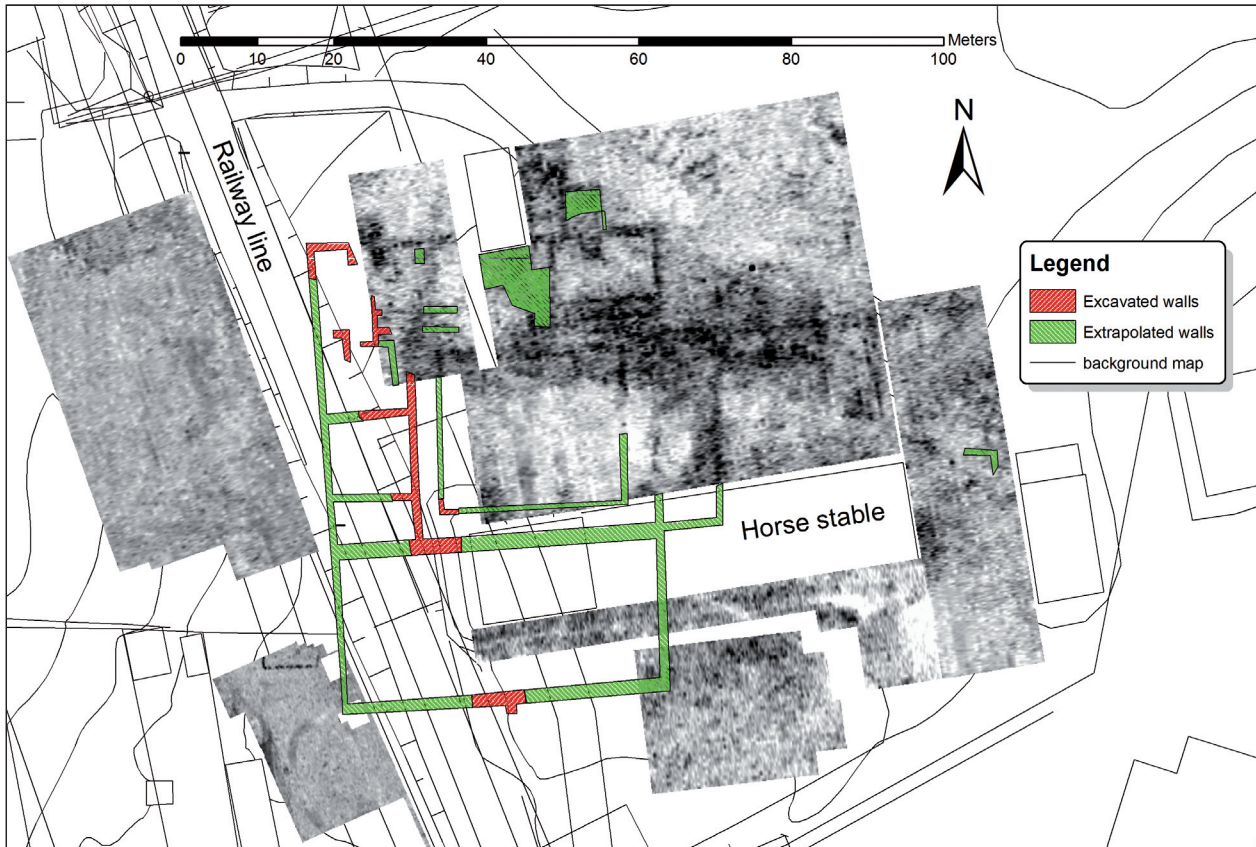 Meters
0 10 20 40 60 80 100
Railway line
N
Legend
Excavated walls
Extrapolated walls
background map
Horse stable